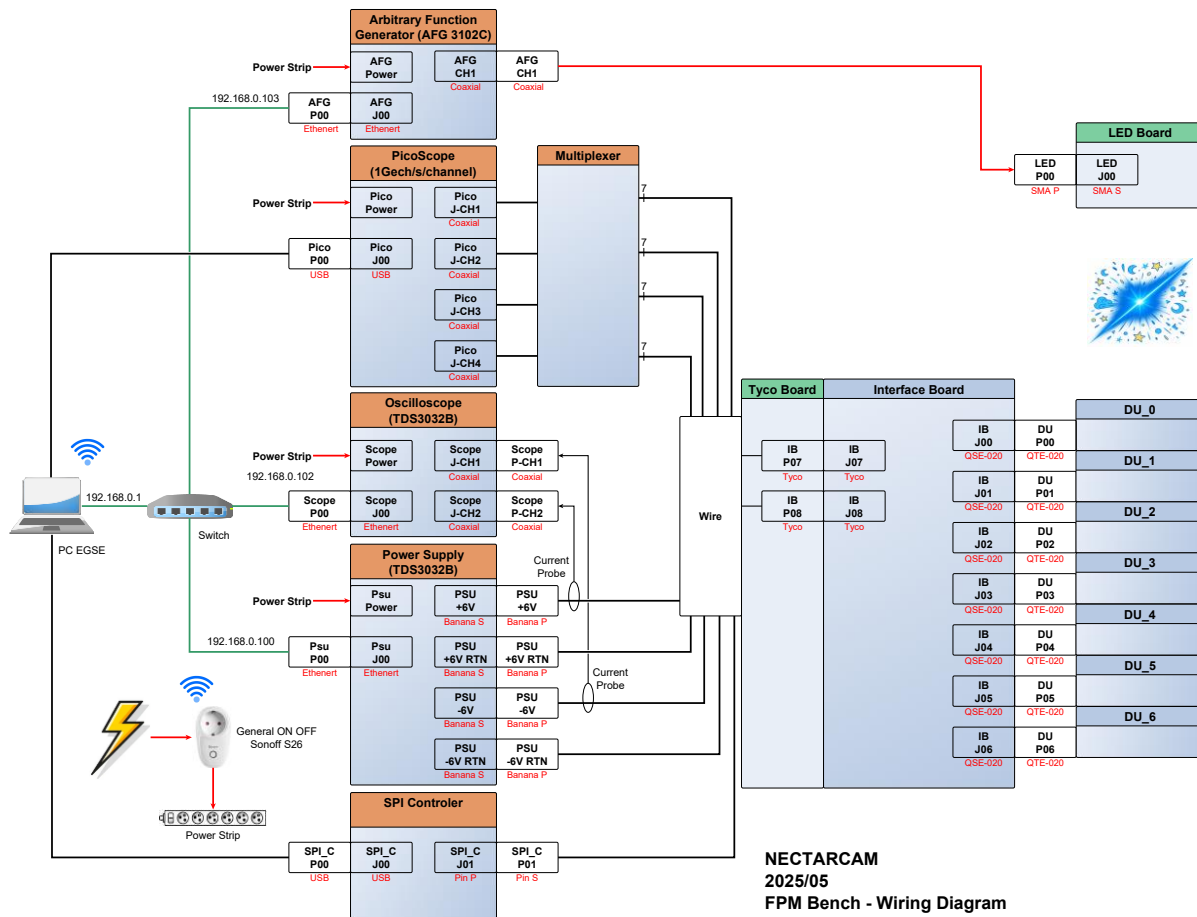 Arbitrary Function
Generator (AFG 3102C)
Power Strip
AFG
Power
AFG
CH1
Coaxial
AFG
CH1
Coaxial
192.168.0.103
AFG
P00
Ethenert
AFG
J00
Ethenert
LED Board
LED
P00
SMA P
LED
J00
SMA S
PicoScope
(1Gech/s/channel)
Multiplexer
Power Strip
Pico
Power
Pico
J-CH1
Coaxial
7
Pico
P00
USB
Pico
J00
USB
Pico
J-CH2
Coaxial
7
Pico
J-CH3
Coaxial
7
Pico
J-CH4
Coaxial
7
Oscilloscope
(TDS3032B)
Power Strip
Scope
Power
Scope
J-CH1
Coaxial
Scope
P-CH1
Coaxial
192.168.0.102
Scope
P00
Ethenert
Scope
J00
Ethenert
Scope
J-CH2
Coaxial
Scope
P-CH2
Coaxial
192.168.0.1
PC EGSE
Switch
Power Supply
(TDS3032B)
Current
Probe
Power Strip
Psu
Power
PSU
+6V
Banana S
PSU
+6V
Banana P
192.168.0.100
Psu
P00
Ethenert
Psu
J00
Ethenert
PSU
+6V RTN
Banana S
PSU
+6V RTN
Banana P
Current
Probe
PSU
-6V
Banana S
PSU
-6V
Banana P
PSU
-6V RTN
Banana S
PSU
-6V RTN
Banana P
General ON OFF
Sonoff S26
Power Strip
SPI Controler
SPI_C
P00
USB
SPI_C
J00
USB
SPI_C
J01
Pin P
SPI_C
P01
Pin S
Wire
Tyco Board
Interface Board
IB
P07
Tyco
IB
J07
Tyco
IB
P08
Tyco
IB
J08
Tyco
IB
J00
QSE-020
DU
P00
QTE-020
DU_0
IB
J01
QSE-020
DU
P01
QTE-020
DU_1
IB
J02
QSE-020
DU
P02
QTE-020
DU_2
IB
J03
QSE-020
DU
P03
QTE-020
DU_3
IB
J04
QSE-020
DU
P04
QTE-020
DU_4
IB
J05
QSE-020
DU
P05
QTE-020
DU_5
IB
J06
QSE-020
DU
P06
QTE-020
DU_6
NECTARCAM
2025/05
FPM Bench - Wiring Diagram